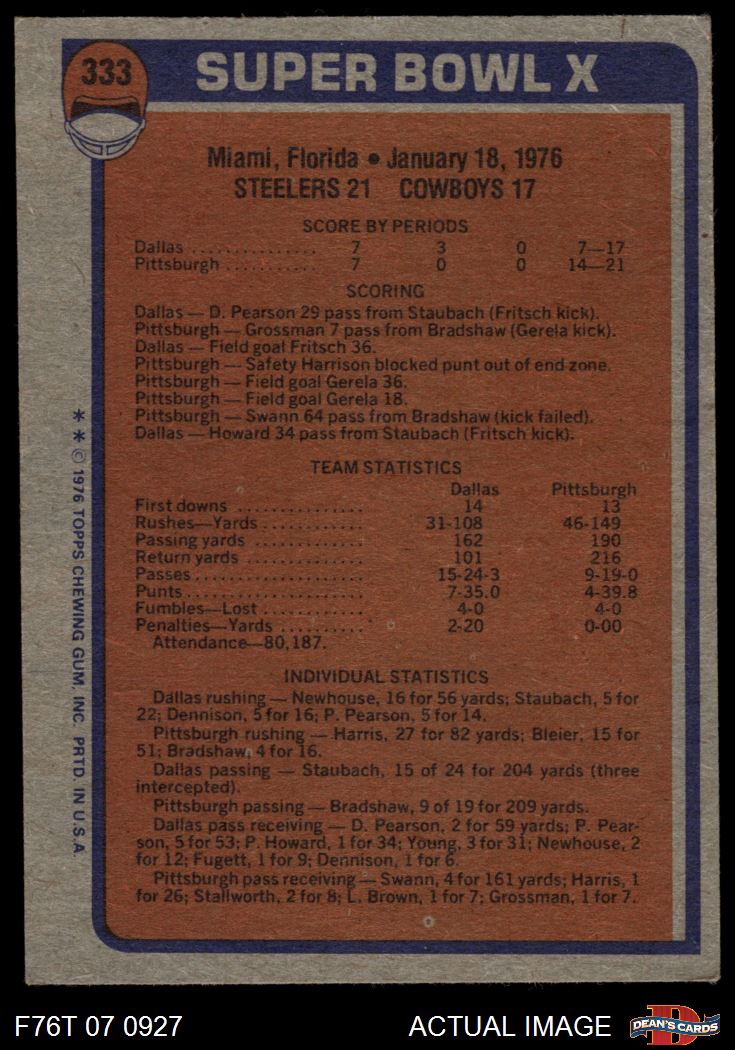 333
SUPER BOWL X
Miami, Florida • January 18, 1976
STEELERS 21 COWBOYS 17
SCORE BY PERIODS
Dallas .............. 7 3 0 7—17
Pittsburgh .......... 7 0 0 14—21
SCORING
Dallas — D. Pearson 29 pass from Staubach (Fritsch kick).
Pittsburgh — Grossman 7 pass from Bradshaw (Gerela kick).
Dallas — Field goal Fritsch 36.
Pittsburgh — Safety Harrison blocked punt out of end zone.
Pittsburgh — Field goal Gerela 36.
Pittsburgh — Field goal Gerela 18.
Pittsburgh — Swann 64 pass from Bradshaw (kick failed).
Dallas — Howard 34 pass from Staubach (Fritsch kick).
TEAM STATISTICS
Dallas Pittsburgh
First downs ............... 14 13
Rushes—Yards ............ 31-108 46-149
Passing yards ............. 162 190
Return yards .............. 101 216
Passes .................... 15-24-3 9-19-0
Punts ..................... 7-35.0 4-39.8
Fumbles—Lost ............ 4-0 4-0
Penalties—Yards .......... 2-20 0-00
Attendance—80,187.
INDIVIDUAL STATISTICS
Dallas rushing — Newhouse, 16 for 56 yards; Staubach, 5 for
22; Dennison, 5 for 16; P. Pearson, 5 for 14.
Pittsburgh rushing — Harris, 27 for 82 yards; Bleier, 15 for
51; Bradshaw, 4 for 16.
Dallas passing — Staubach, 15 of 24 for 204 yards (three
intercepted).
Pittsburgh passing — Bradshaw, 9 of 19 for 209 yards.
Dallas pass receiving — D. Pearson, 2 for 59 yards; P. Pear-
son, 5 for 53; P. Howard, 1 for 34; Young, 3 for 31; Newhouse, 2
for 12; Fugett, 1 for 9; Dennison, 1 for 6.
Pittsburgh pass receiving — Swann, 4 for 161 yards; Harris, 1
for 26; Stallworth, 2 for 8; L. Brown, 1 for 7; Grossman, 1 for 7.
* * © 1976 TOPPS CHEWING GUM, INC. PRTD. IN U.S.A.
F76T 07 0927
ACTUAL IMAGE
DEAN'S CARDS